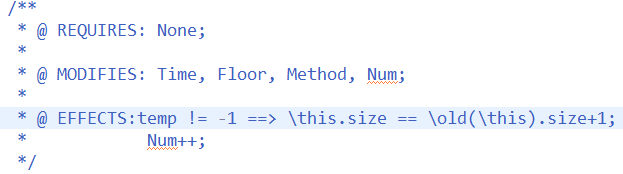 /**
* @ REQUIRES: None;
*
* @ MODIFIES: Time, Floor, Method, Num;
*
* @ EFFECTS:temp != -1 ==> \this.size == \old(\this).size+1;
* Num++;
*/